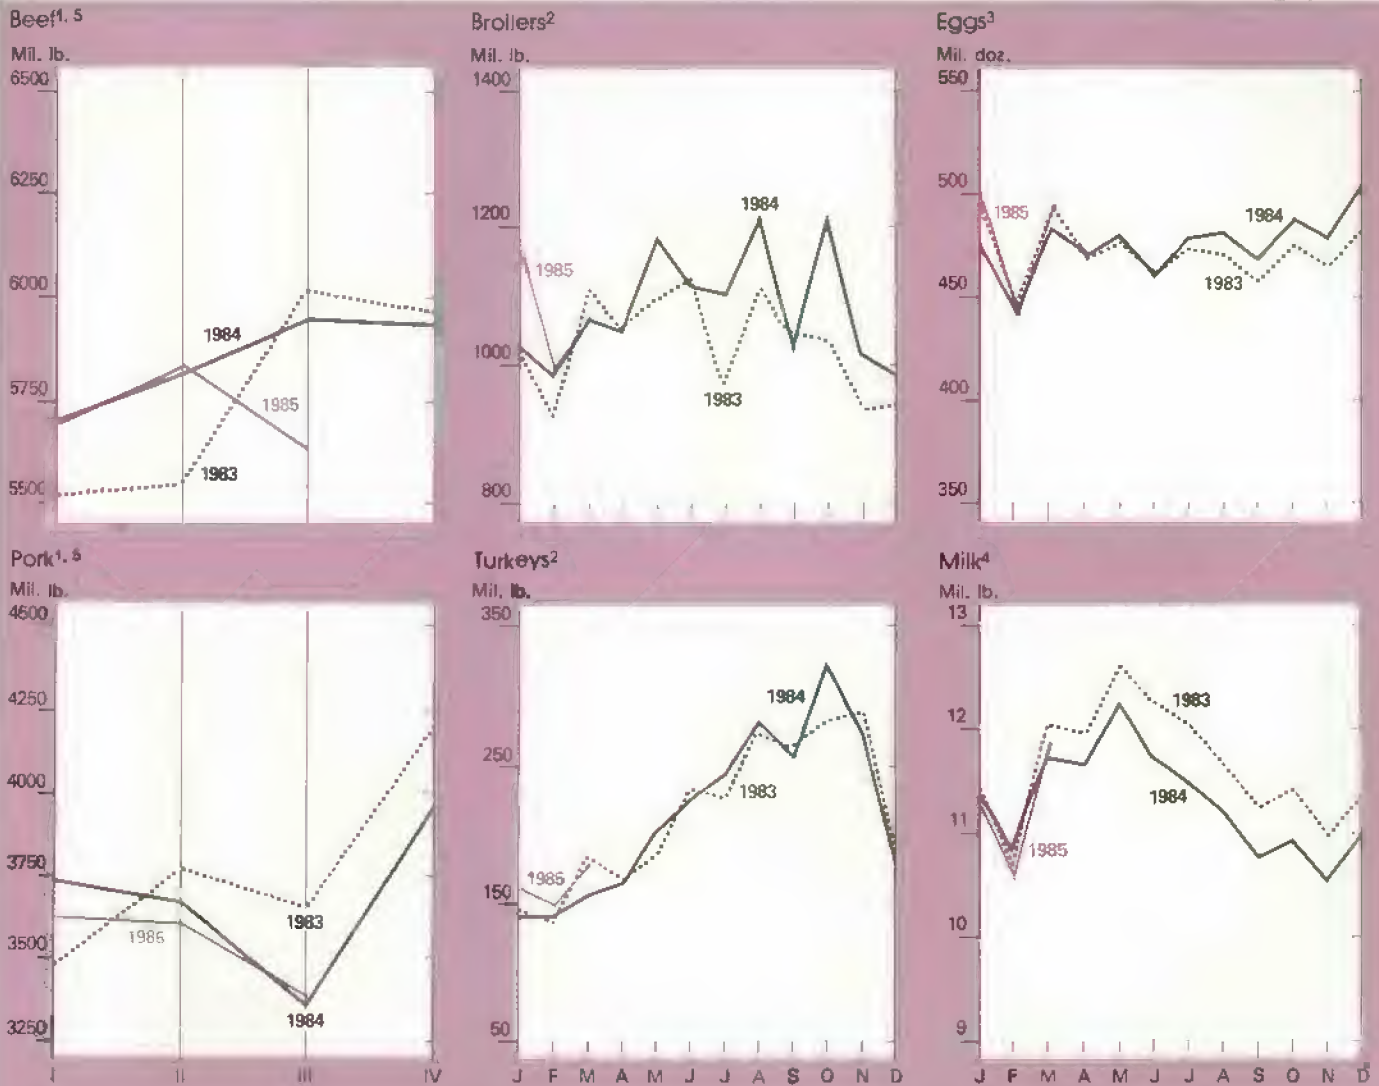 Beef1, 5
Mil. lb.
6500
6250
6000
5750
5500
1984
1985
1983
Broilers2
Mil. lb.
1400
1200
1000
800
1984
1985
1983
Eggs3
Mil. doz.
550
500
450
400
350
1985
1984
1983
J F M A M J J A S O N D
Pork1, 5
Mil. lb.
4500
4250
4000
3750
3500
3250
1983
1985
1984
I II III IV
Turkeys2
Mil. lb.
350
250
150
50
1984
1983
1985
J F M A M J J A S O N D
Milk4
Mil. lb.
13
12
11
10
9
1983
1984
1985
J F M A M J J A S O N D